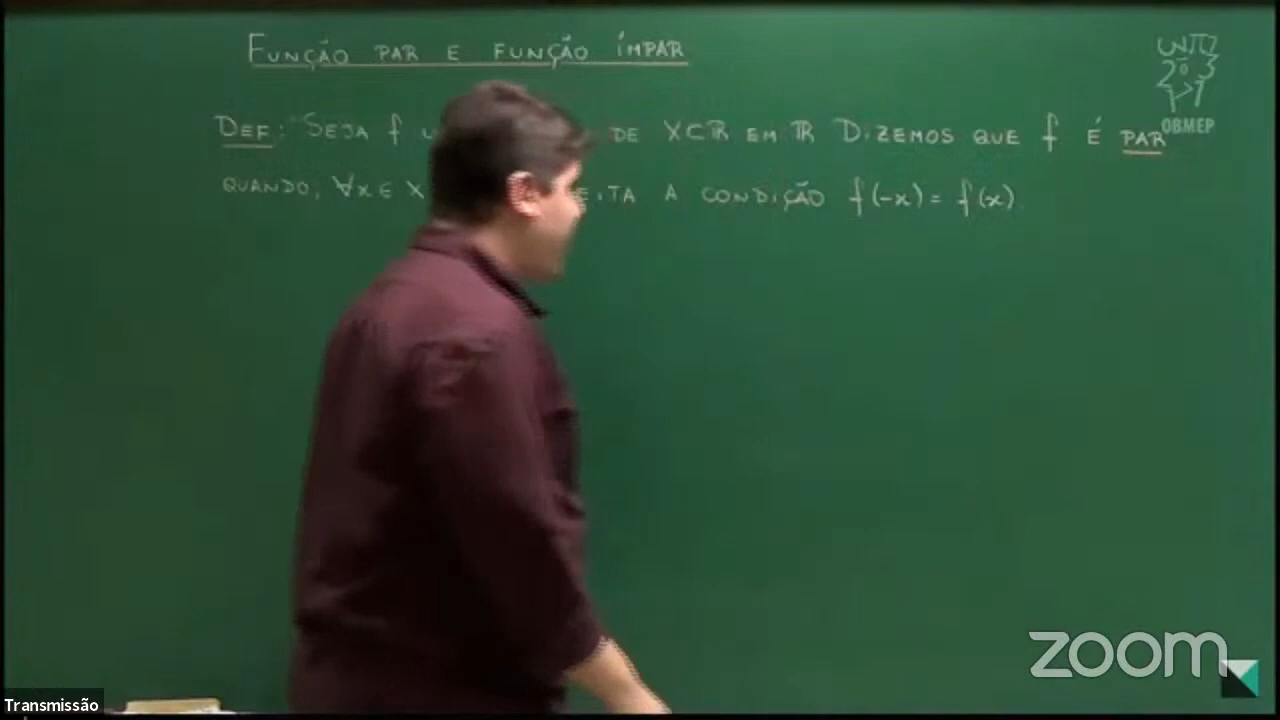 FUNÇÃO PAR E FUNÇÃO ÍMPAR
DEF: SEJA f DE X⊂ℝ EM ℝ DIZEMOS QUE f É PAR
QUANDO, ∀x∈ X A CONDIÇÃO f(-x) = f(x).
OBMEP
zoom
Transmissão